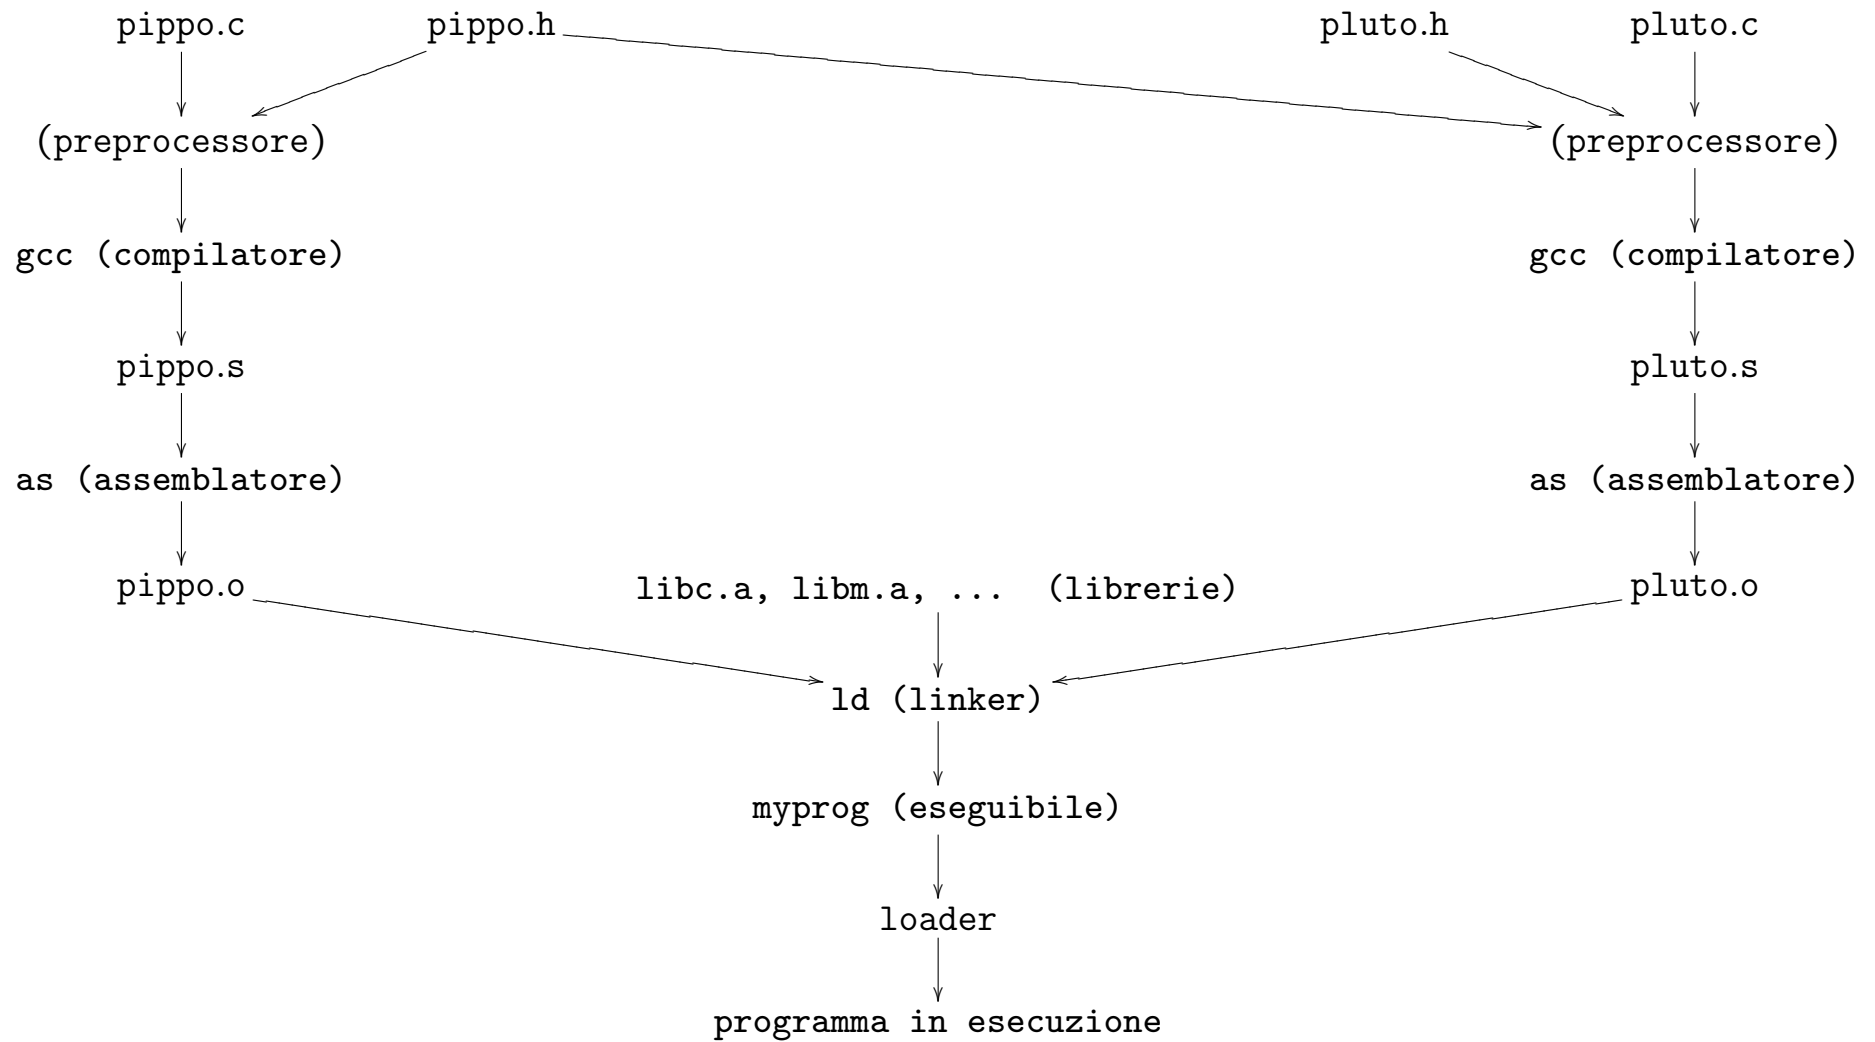 pippo.c pippo.h pluto.h pluto.c
(preprocessore) (preprocessore)
gcc (compilatore) gcc (compilatore)
pippo.s pluto.s
as (assemblatore) as (assemblatore)
pippo.o libc.a, libm.a, ... (librerie) pluto.o
ld (linker)
myprog (eseguibile)
loader
programma in esecuzione